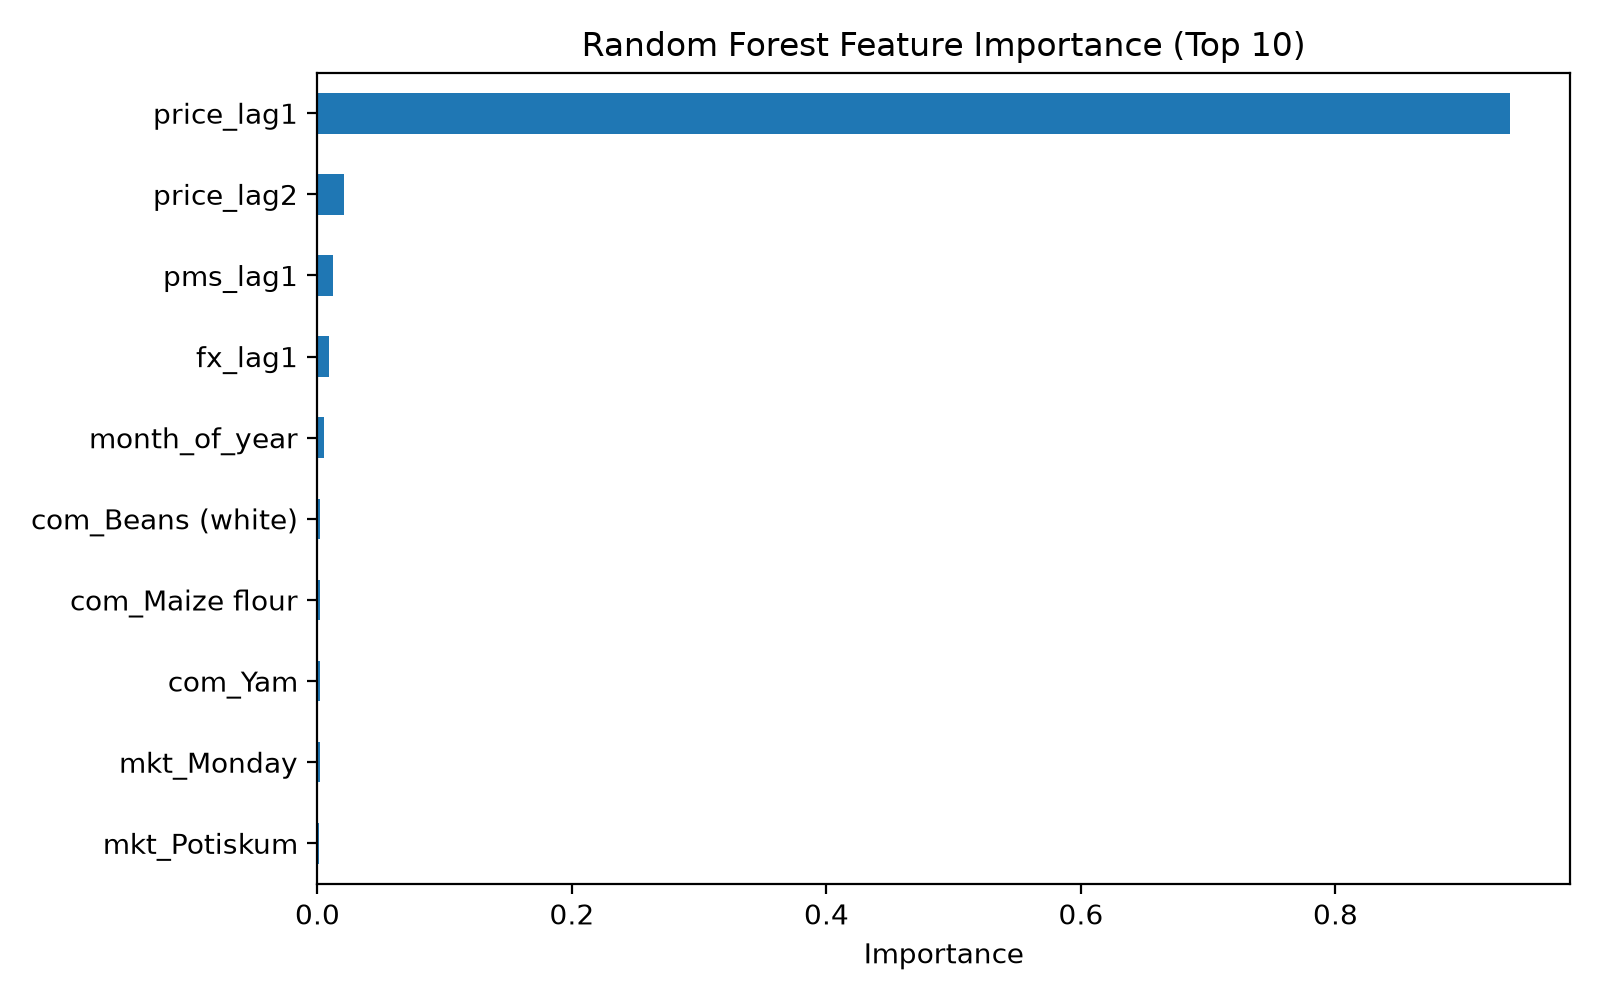 Random Forest Feature Importance (Top 10)
price_lag1
price_lag2
pms_lag1
fx_lag1
month_of_year
com_Beans (white)
com_Maize flour
com_Yam
mkt_Monday
mkt_Potiskum
0.0 0.2 0.4 0.6 0.8
Importance